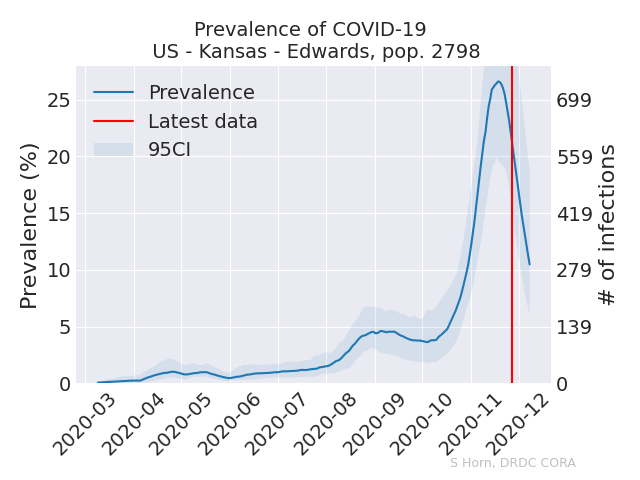 Prevalence of COVID-19
US - Kansas - Edwards, pop. 2798
Prevalence
Latest data
95CI
Prevalence (%)
25
20
15
10
5
0
699
559
419
279
139
0
# of infections
2020-03
2020-04
2020-05
2020-06
2020-07
2020-08
2020-09
2020-10
2020-11
2020-12
S Horn, DRDC CORA